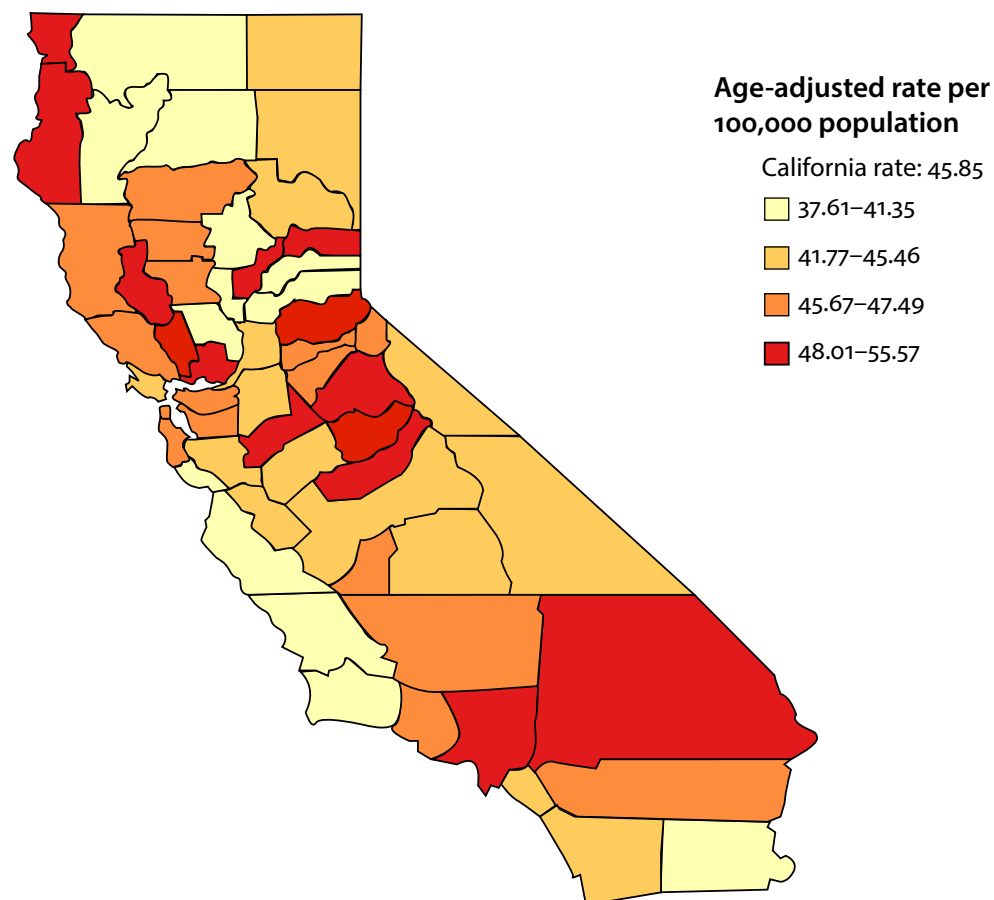 Age-adjusted rate per
100,000 population
California rate: 45.85
37.61–41.35
41.77–45.46
45.67–47.49
48.01–55.57